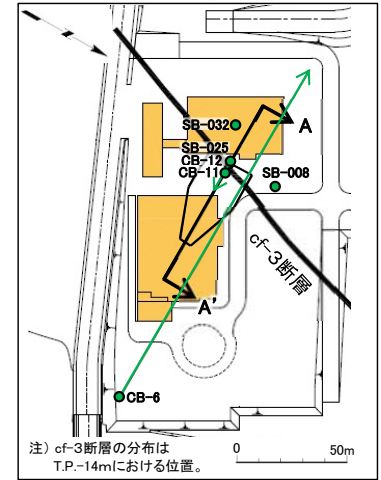 SB-032
A
SB-025
CB-12
CB-11
SB-008
cf-3断層
A'
CB-6
注) cf-3断層の分布は
T.P.-14mにおける位置。
0 50m